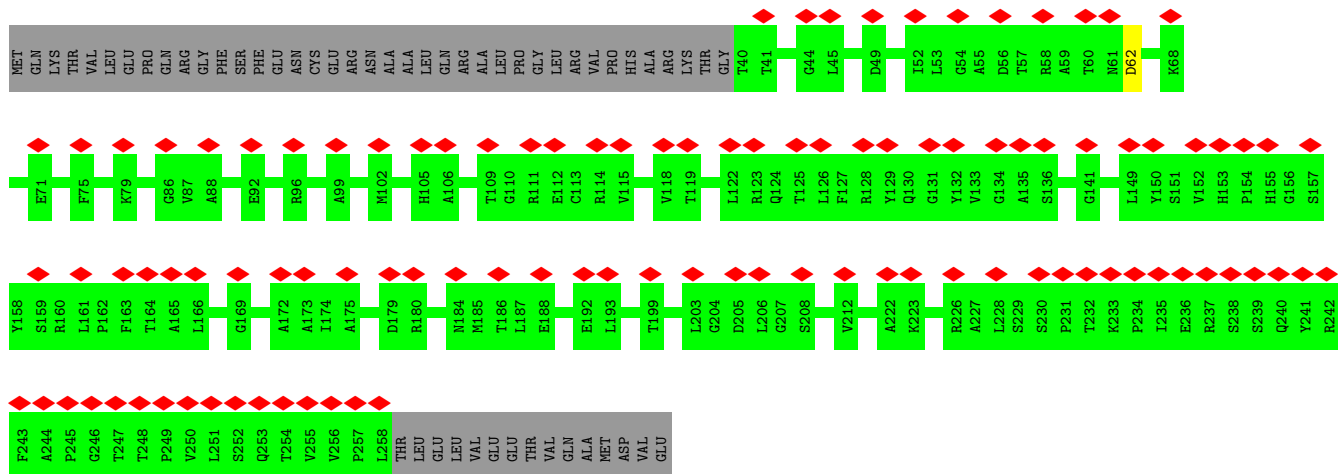 MET GLN LYS THR VAL LEU GLU PRO GLN ARG GLY PHE SER PHE GLU ASN CYS GLU ARG ASN ALA ALA LEU GLN ARG ALA LEU PRO GLY LEU LEU ARG VAL PRO HIS ALA ARG LYS THR GLY T40 T41 G44 L45 D49 I52 L53 G54 A55 D56 T57 R58 A59 T60 N61 D62 K68
E71 F75 K79 G86 V87 A88 E92 R96 A99 M102 H105 A106 T109 G110 R111 E112 C113 R114 V115 V118 T119 L122 R123 Q124 T125 L126 F127 R128 Y129 Q130 G131 Y132 V133 G134 A135 S136 G141 L149 Y150 S151 V152 H153 P154 H155 G156 S157
Y158 S159 R160 L161 P162 F163 T164 A165 L166 G169 A172 A173 I174 A175 D179 R180 N184 M185 T186 L187 E188 E192 L193 T199 L203 G204 D205 L206 G207 S208 V212 A222 K223 R226 A227 L228 S229 S230 P231 T232 K233 P234 I235 E236 R237 S238 S239 Q240 Y241 R242
F243 A244 P245 G246 T247 T248 P249 V250 L251 S252 Q253 T254 V255 V256 P257 L258 THR LEU GLU LEU VAL GLU GLU THR VAL GLN ALA MET ASP VAL GLU